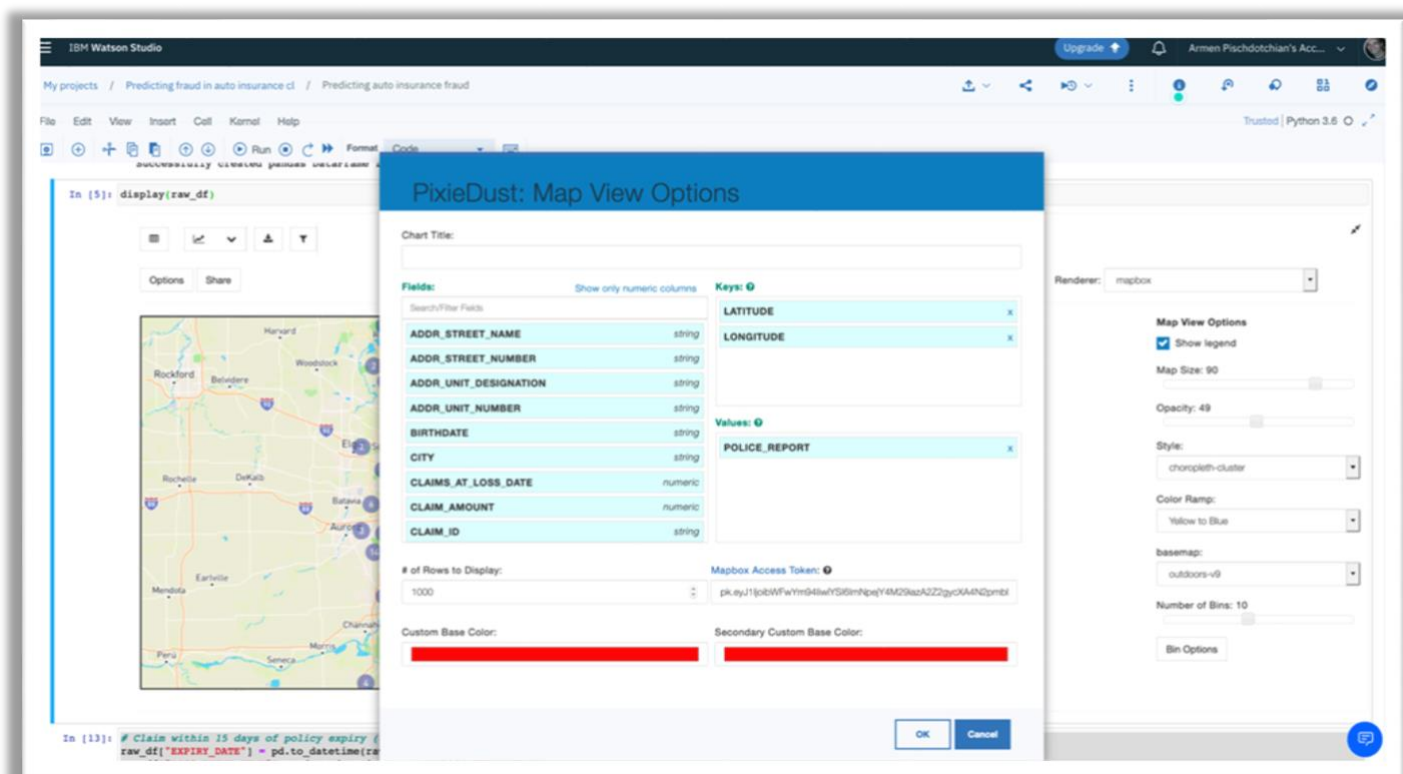 IBM Watson Studio
Upgrade
Armen Pischdotchian's Acc...
My projects / Predicting fraud in auto insurance cl / Predicting auto insurance fraud
File Edit View Insert Cell Kernel Help
Trusted Python 3.6
Run Format Code
Successfully created pandas DataFrame
In [5]: display(raw_df)
PixieDust: Map View Options
Options Share
Chart Title:
Fields: Show only numeric columns
Search/Filter Fields
ADDR_STREET_NAME string
ADDR_STREET_NUMBER string
ADDR_UNIT_DESIGNATION string
ADDR_UNIT_NUMBER string
BIRTHDATE string
CITY string
CLAIMS_AT_LOSS_DATE numeric
CLAIM_AMOUNT numeric
CLAIM_ID string
Keys:
LATITUDE x
LONGITUDE x
Values:
POLICE_REPORT x
# of Rows to Display:
1000
Mapbox Access Token:
Custom Base Color:
Secondary Custom Base Color:
OK Cancel
Renderer: mapbox
Map View Options
Show legend
Map Size: 90
Opacity: 49
Style:
choropleth-cluster
Color Ramp:
Yellow to Blue
basemap:
outdoors-v9
Number of Bins: 10
Bin Options
Harvard
Woodstock
Rockford
Belvidere
Rochelle
DeKalb
Batavia
Earlville
Mendota
Morris
Peru
Seneca
In [13]: # Claim within 15 days of policy expiry (
raw_df["EXPIRY_DATE"] = pd.to_datetime(ra